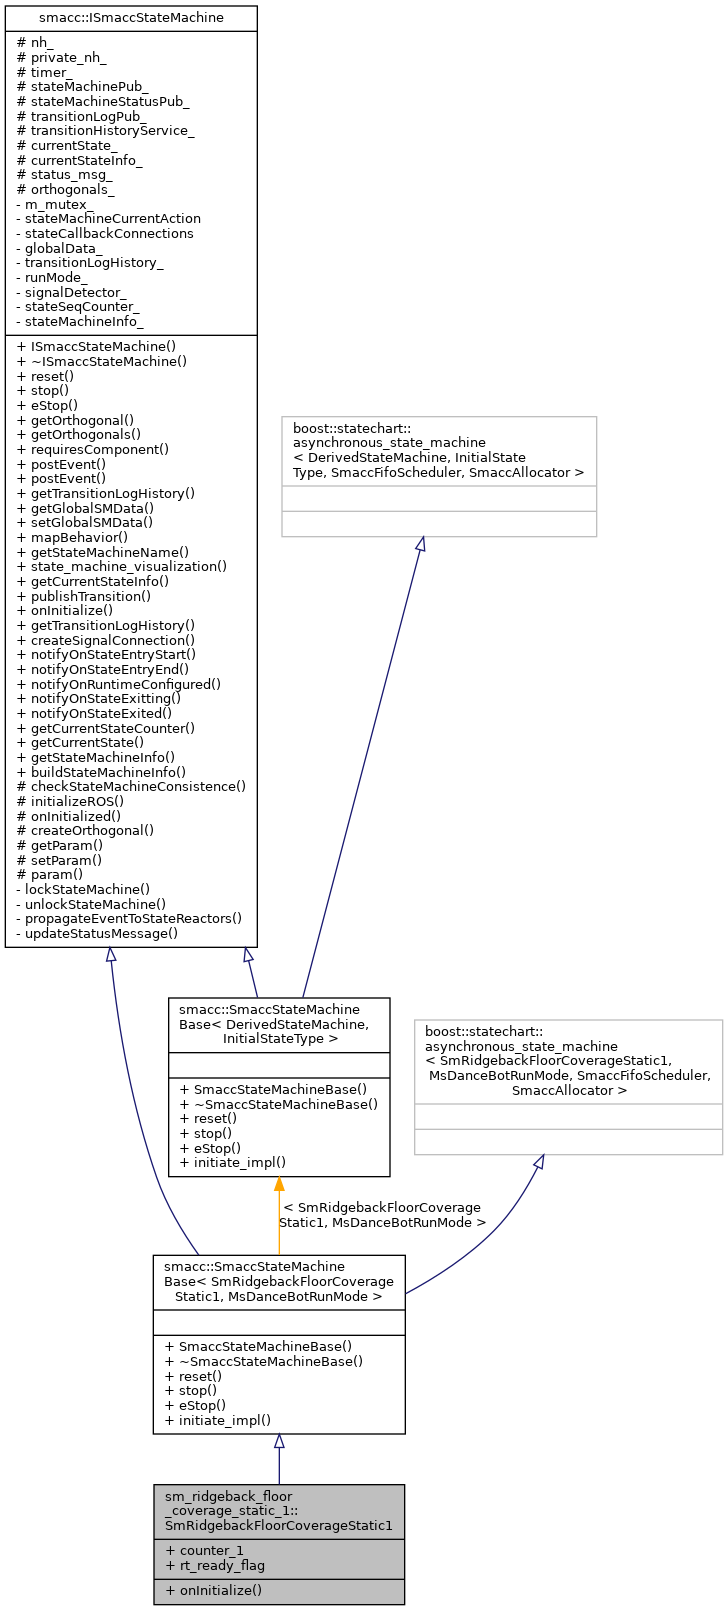 smacc::ISmaccStateMachine
# nh_
# private_nh_
# timer_
# stateMachinePub_
# stateMachineStatusPub_
# transitionLogPub_
# transitionHistoryService_
# currentState_
# currentStateInfo_
# status_msg_
# orthogonals_
- m_mutex_
- stateMachineCurrentAction
- stateCallbackConnections
- globalData_
- transitionLogHistory_
- runMode_
- signalDetector_
- stateSeqCounter_
- stateMachineInfo_
+ ISmaccStateMachine()
+ ~ISmaccStateMachine()
+ reset()
+ stop()
+ eStop()
+ getOrthogonal()
+ getOrthogonals()
+ requiresComponent()
+ postEvent()
+ postEvent()
+ getTransitionLogHistory()
+ getGlobalSMData()
+ setGlobalSMData()
+ mapBehavior()
+ getStateMachineName()
+ state_machine_visualization()
+ getCurrentStateInfo()
+ publishTransition()
+ onInitialize()
+ getTransitionLogHistory()
+ createSignalConnection()
+ notifyOnStateEntryStart()
+ notifyOnStateEntryEnd()
+ notifyOnRuntimeConfigured()
+ notifyOnStateExitting()
+ notifyOnStateExited()
+ getCurrentStateCounter()
+ getCurrentState()
+ getStateMachineInfo()
+ buildStateMachineInfo()
# checkStateMachineConsistence()
# initializeROS()
# onInitialized()
# createOrthogonal()
# getParam()
# setParam()
# param()
- lockStateMachine()
- unlockStateMachine()
- propagateEventToStateReactors()
- updateStatusMessage()
boost::statechart::
asynchronous_state_machine
< DerivedStateMachine, InitialState
Type, SmaccFifoScheduler, SmaccAllocator >
smacc::SmaccStateMachine
Base< DerivedStateMachine,
InitialStateType >
+ SmaccStateMachineBase()
+ ~SmaccStateMachineBase()
+ reset()
+ stop()
+ eStop()
+ initiate_impl()
boost::statechart::
asynchronous_state_machine
< SmRidgebackFloorCoverageStatic1,
MsDanceBotRunMode, SmaccFifoScheduler,
SmaccAllocator >
< SmRidgebackFloorCoverage
Static1, MsDanceBotRunMode >
smacc::SmaccStateMachine
Base< SmRidgebackFloorCoverage
Static1, MsDanceBotRunMode >
+ SmaccStateMachineBase()
+ ~SmaccStateMachineBase()
+ reset()
+ stop()
+ eStop()
+ initiate_impl()
sm_ridgeback_floor
_coverage_static_1::
SmRidgebackFloorCoverageStatic1
+ counter_1
+ rt_ready_flag
+ onInitialize()